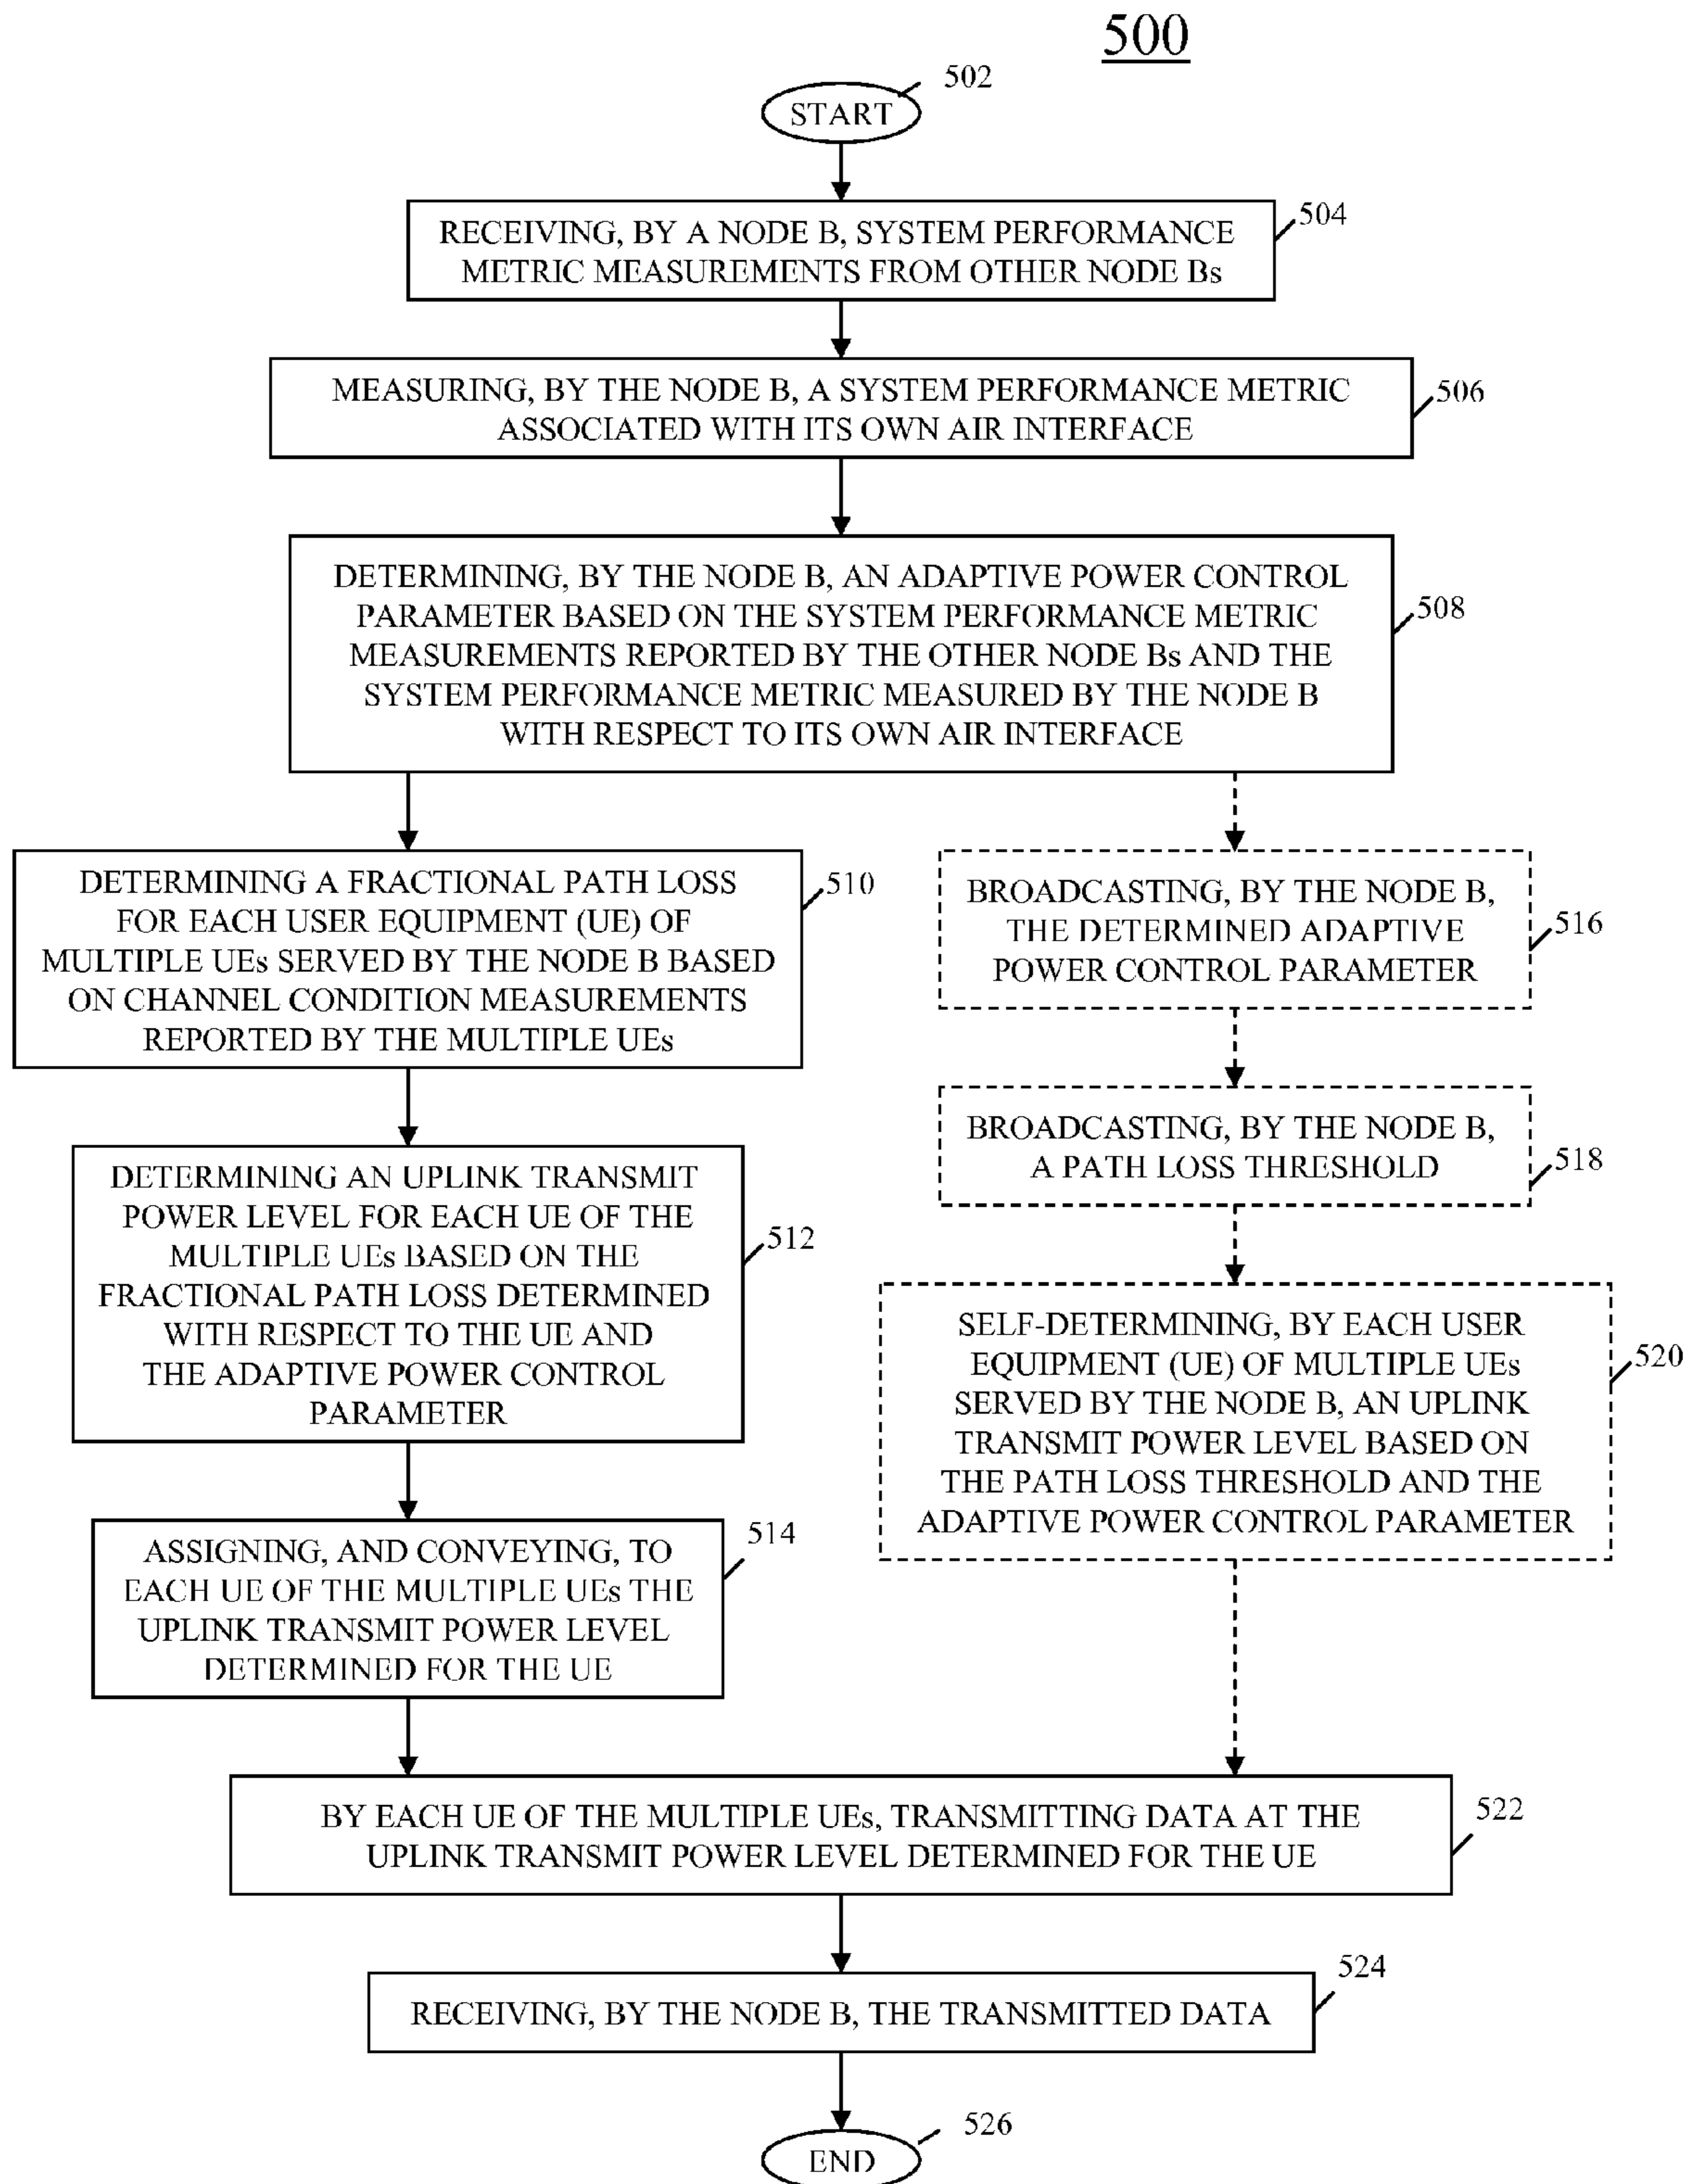 500
502
START
504
RECEIVING, BY A NODE B, SYSTEM PERFORMANCE
METRIC MEASUREMENTS FROM OTHER NODE Bs
506
MEASURING, BY THE NODE B, A SYSTEM PERFORMANCE METRIC
ASSOCIATED WITH ITS OWN AIR INTERFACE
508
DETERMINING, BY THE NODE B, AN ADAPTIVE POWER CONTROL
PARAMETER BASED ON THE SYSTEM PERFORMANCE METRIC
MEASUREMENTS REPORTED BY THE OTHER NODE Bs AND THE
SYSTEM PERFORMANCE METRIC MEASURED BY THE NODE B
WITH RESPECT TO ITS OWN AIR INTERFACE
510
DETERMINING A FRACTIONAL PATH LOSS
FOR EACH USER EQUIPMENT (UE) OF
MULTIPLE UEs SERVED BY THE NODE B BASED
ON CHANNEL CONDITION MEASUREMENTS
REPORTED BY THE MULTIPLE UEs
512
DETERMINING AN UPLINK TRANSMIT
POWER LEVEL FOR EACH UE OF THE
MULTIPLE UEs BASED ON THE
FRACTIONAL PATH LOSS DETERMINED
WITH RESPECT TO THE UE AND
THE ADAPTIVE POWER CONTROL
PARAMETER
514
ASSIGNING, AND CONVEYING, TO
EACH UE OF THE MULTIPLE UEs THE
UPLINK TRANSMIT POWER LEVEL
DETERMINED FOR THE UE
516
BROADCASTING, BY THE NODE B,
THE DETERMINED ADAPTIVE
POWER CONTROL PARAMETER
518
BROADCASTING, BY THE NODE B,
A PATH LOSS THRESHOLD
520
SELF-DETERMINING, BY EACH USER
EQUIPMENT (UE) OF MULTIPLE UEs
SERVED BY THE NODE B, AN UPLINK
TRANSMIT POWER LEVEL BASED ON
THE PATH LOSS THRESHOLD AND THE
ADAPTIVE POWER CONTROL PARAMETER
522
BY EACH UE OF THE MULTIPLE UEs, TRANSMITTING DATA AT THE
UPLINK TRANSMIT POWER LEVEL DETERMINED FOR THE UE
524
RECEIVING, BY THE NODE B, THE TRANSMITTED DATA
526
END